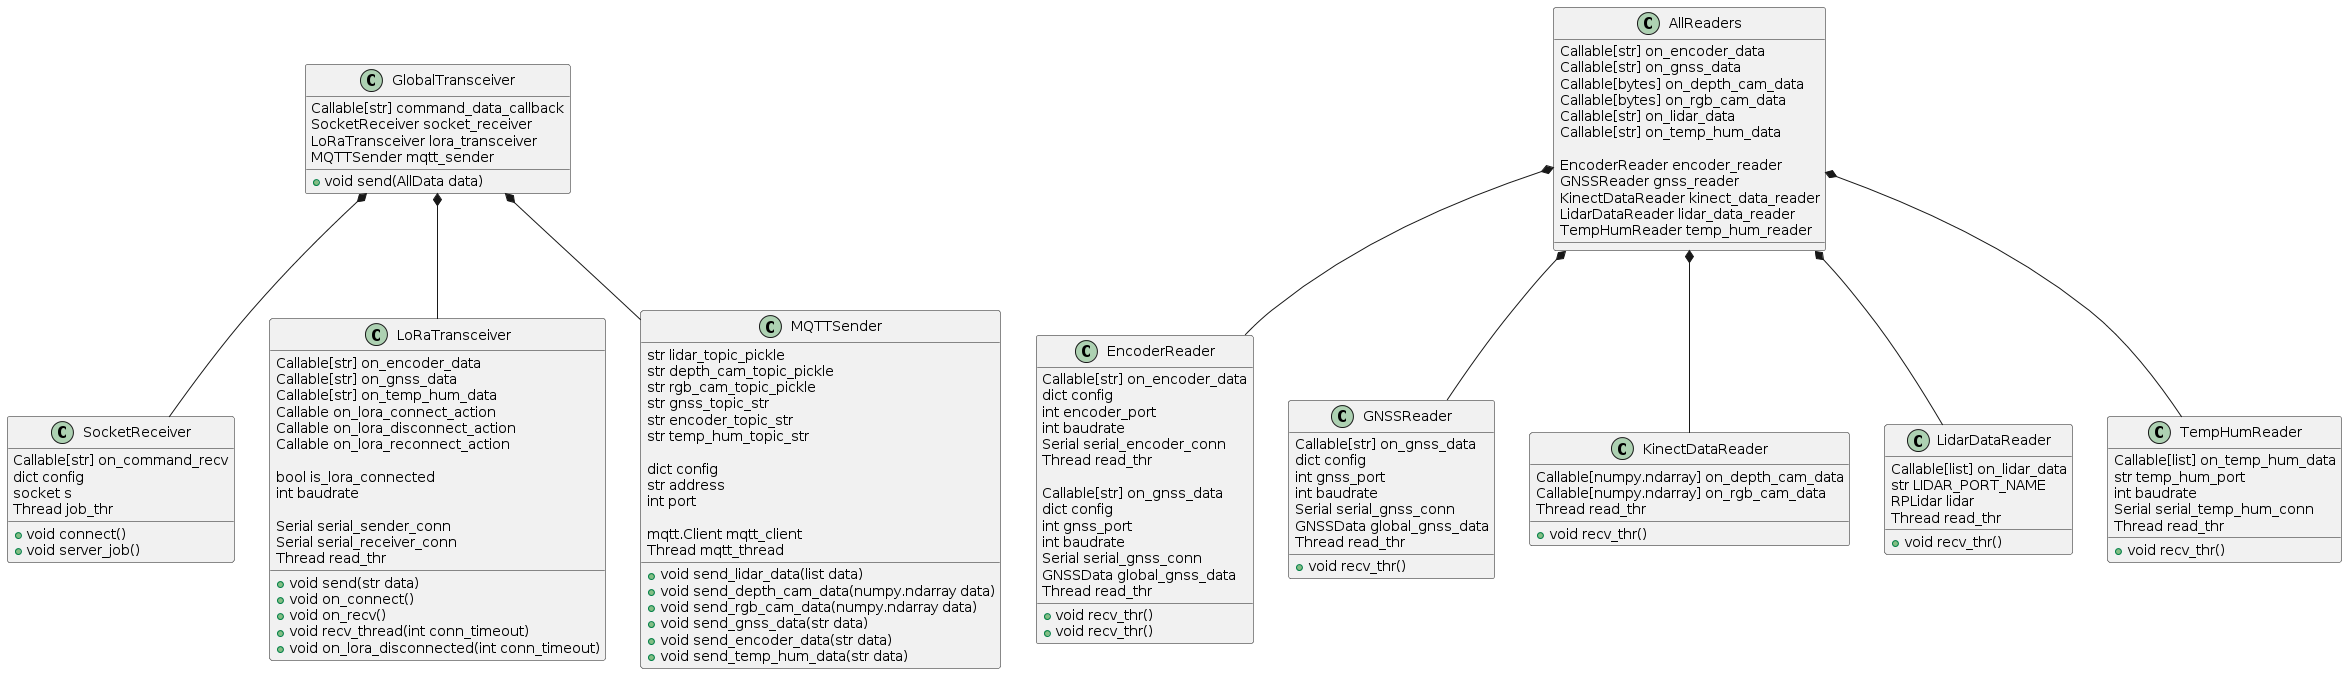 GlobalTransceiver
Callable[str] command_data_callback
SocketReceiver socket_receiver
LoRaTransceiver lora_transceiver
MQTTSender mqtt_sender
void send(AllData data)
AllReaders
Callable[str] on_encoder_data
Callable[str] on_gnss_data
Callable[bytes] on_depth_cam_data
Callable[bytes] on_rgb_cam_data
Callable[str] on_lidar_data
Callable[str] on_temp_hum_data
EncoderReader encoder_reader
GNSSReader gnss_reader
KinectDataReader kinect_data_reader
LidarDataReader lidar_data_reader
TempHumReader temp_hum_reader
SocketReceiver
Callable[str] on_command_recv
dict config
socket s
Thread job_thr
void connect()
void server_job()
LoRaTransceiver
Callable[str] on_encoder_data
Callable[str] on_gnss_data
Callable[str] on_temp_hum_data
Callable on_lora_connect_action
Callable on_lora_disconnect_action
Callable on_lora_reconnect_action
bool is_lora_connected
int baudrate
Serial serial_sender_conn
Serial serial_receiver_conn
Thread read_thr
void send(str data)
void on_connect()
void on_recv()
void recv_thread(int conn_timeout)
void on_lora_disconnected(int conn_timeout)
MQTTSender
str lidar_topic_pickle
str depth_cam_topic_pickle
str rgb_cam_topic_pickle
str gnss_topic_str
str encoder_topic_str
str temp_hum_topic_str
dict config
str address
int port
mqtt.Client mqtt_client
Thread mqtt_thread
void send_lidar_data(list data)
void send_depth_cam_data(numpy.ndarray data)
void send_rgb_cam_data(numpy.ndarray data)
void send_gnss_data(str data)
void send_encoder_data(str data)
void send_temp_hum_data(str data)
EncoderReader
Callable[str] on_encoder_data
dict config
int encoder_port
int baudrate
Serial serial_encoder_conn
Thread read_thr
Callable[str] on_gnss_data
dict config
int gnss_port
int baudrate
Serial serial_gnss_conn
GNSSData global_gnss_data
Thread read_thr
void recv_thr()
void recv_thr()
GNSSReader
Callable[str] on_gnss_data
dict config
int gnss_port
int baudrate
Serial serial_gnss_conn
GNSSData global_gnss_data
Thread read_thr
void recv_thr()
KinectDataReader
Callable[numpy.ndarray] on_depth_cam_data
Callable[numpy.ndarray] on_rgb_cam_data
Thread read_thr
void recv_thr()
LidarDataReader
Callable[list] on_lidar_data
str LIDAR_PORT_NAME
RPLidar lidar
Thread read_thr
void recv_thr()
TempHumReader
Callable[list] on_temp_hum_data
str temp_hum_port
int baudrate
Serial serial_temp_hum_conn
Thread read_thr
void recv_thr()